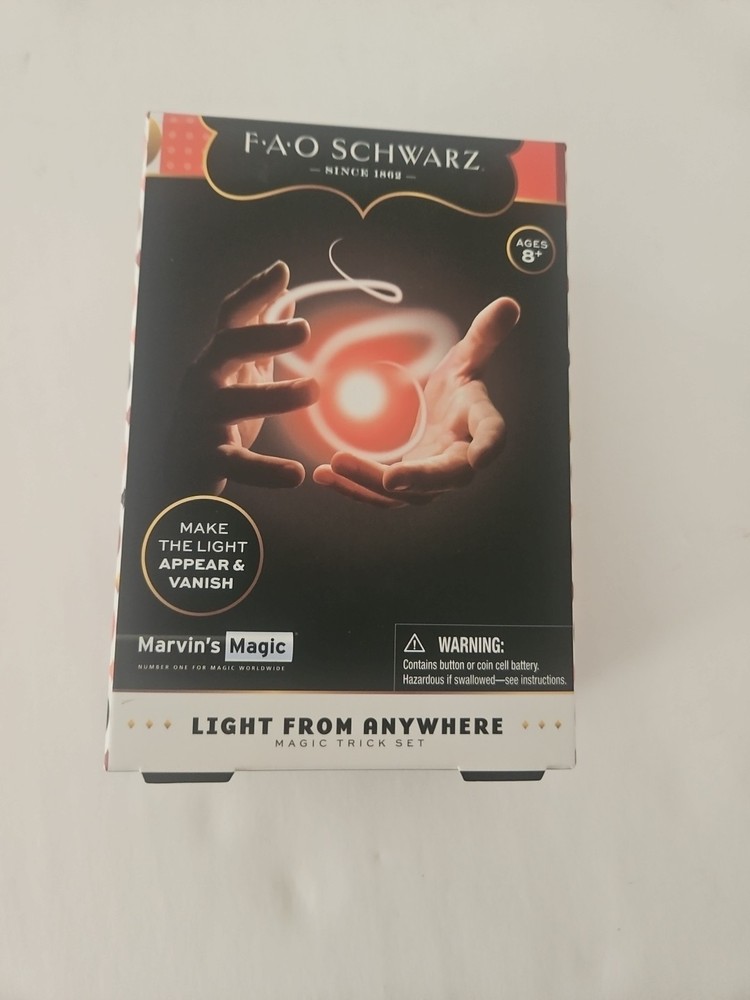 F·A·O SCHWARZ
— SINCE 1862 —
AGES
8+
MAKE
THE LIGHT
APPEAR &
VANISH
Marvin's Magic
NUMBER ONE FOR MAGIC WORLDWIDE
⚠ WARNING:
Contains button or coin cell battery.
Hazardous if swallowed—see instructions.
LIGHT FROM ANYWHERE
MAGIC TRICK SET